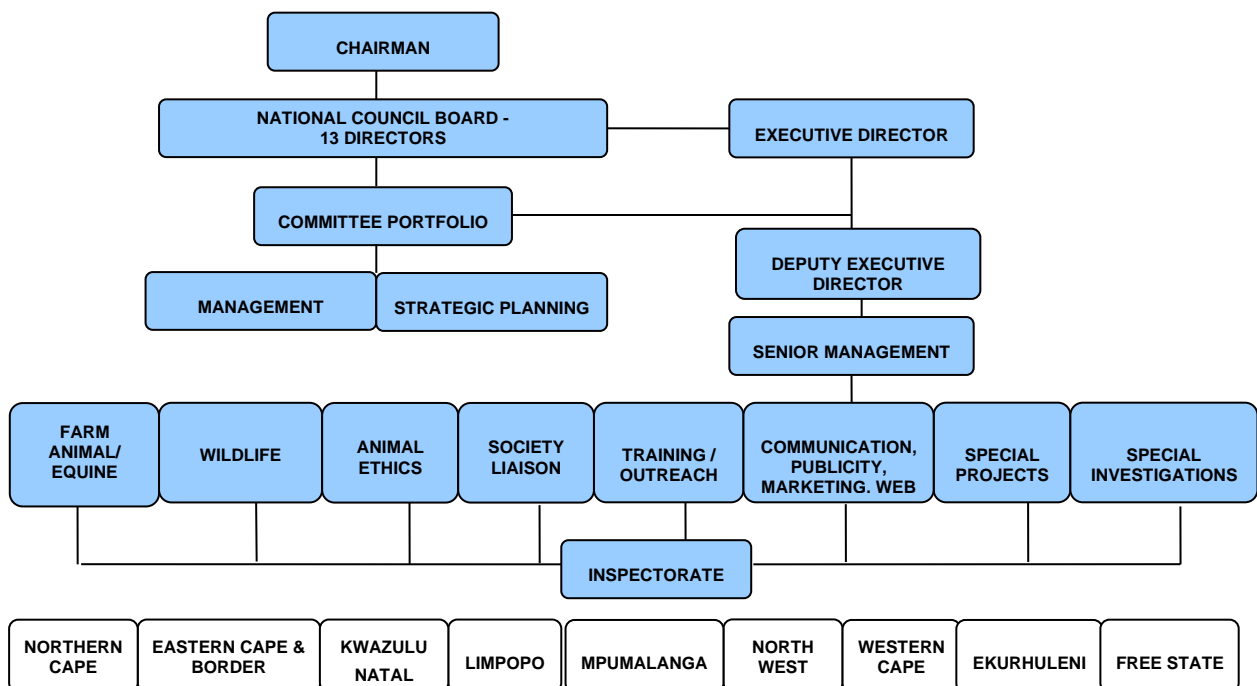 CHAIRMAN
NATIONAL COUNCIL BOARD -
13 DIRECTORS
EXECUTIVE DIRECTOR
COMMITTEE PORTFOLIO
DEPUTY EXECUTIVE
DIRECTOR
MANAGEMENT
STRATEGIC PLANNING
SENIOR MANAGEMENT
FARM
ANIMAL/
EQUINE
WILDLIFE
ANIMAL
ETHICS
SOCIETY
LIAISON
TRAINING /
OUTREACH
COMMUNICATION,
PUBLICITY,
MARKETING. WEB
SPECIAL
PROJECTS
SPECIAL
INVESTIGATIONS
INSPECTORATE
NORTHERN
CAPE
EASTERN CAPE &
BORDER
KWAZULU
NATAL
LIMPOPO
MPUMALANGA
NORTH
WEST
WESTERN
CAPE
EKURHULENI
FREE STATE